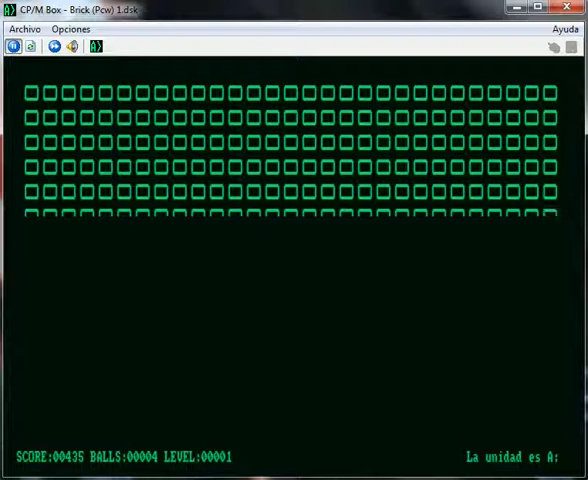 CP/M Box - Brick (Pcw) 1.dsk
Archivo Opciones Ayuda
A>
SCORE:00435 BALLS:00004 LEVEL:00001 La unidad es A: